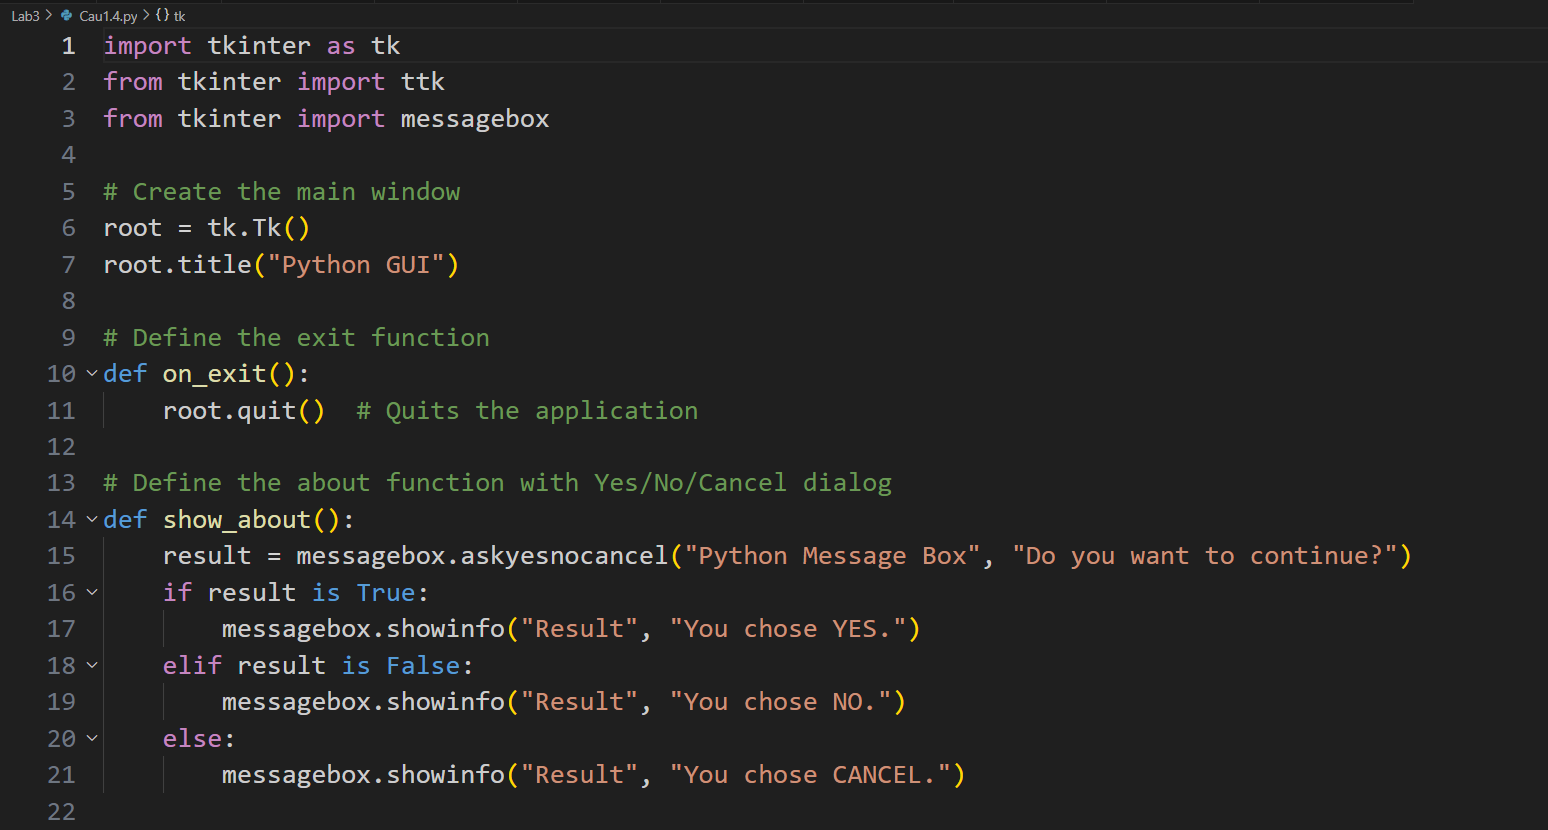 Lab3 > Cau1.4.py > {} tk
1 import tkinter as tk
2 from tkinter import ttk
3 from tkinter import messagebox
4
5 # Create the main window
6 root = tk.Tk()
7 root.title("Python GUI")
8
9 # Define the exit function
10 def on_exit():
11     root.quit()  # Quits the application
12
13 # Define the about function with Yes/No/Cancel dialog
14 def show_about():
15     result = messagebox.askyesnocancel("Python Message Box", "Do you want to continue?")
16     if result is True:
17         messagebox.showinfo("Result", "You chose YES.")
18     elif result is False:
19         messagebox.showinfo("Result", "You chose NO.")
20     else:
21         messagebox.showinfo("Result", "You chose CANCEL.")
22